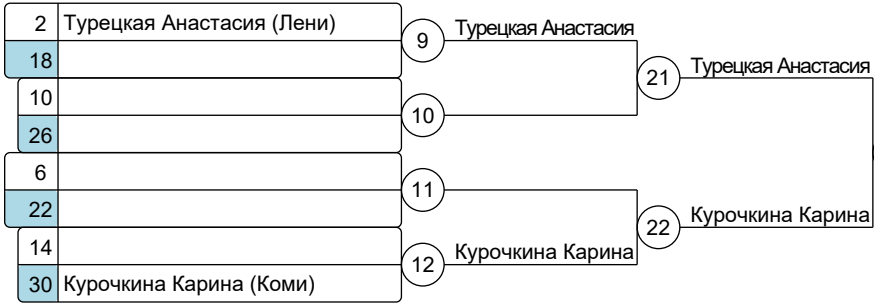 2 Турецкая Анастасия (Лени)
9 Турецкая Анастасия
18
21 Турецкая Анастасия
10
10
26
6
11
22
22 Курочкина Карина
14
12 Курочкина Карина
30 Курочкина Карина (Коми)